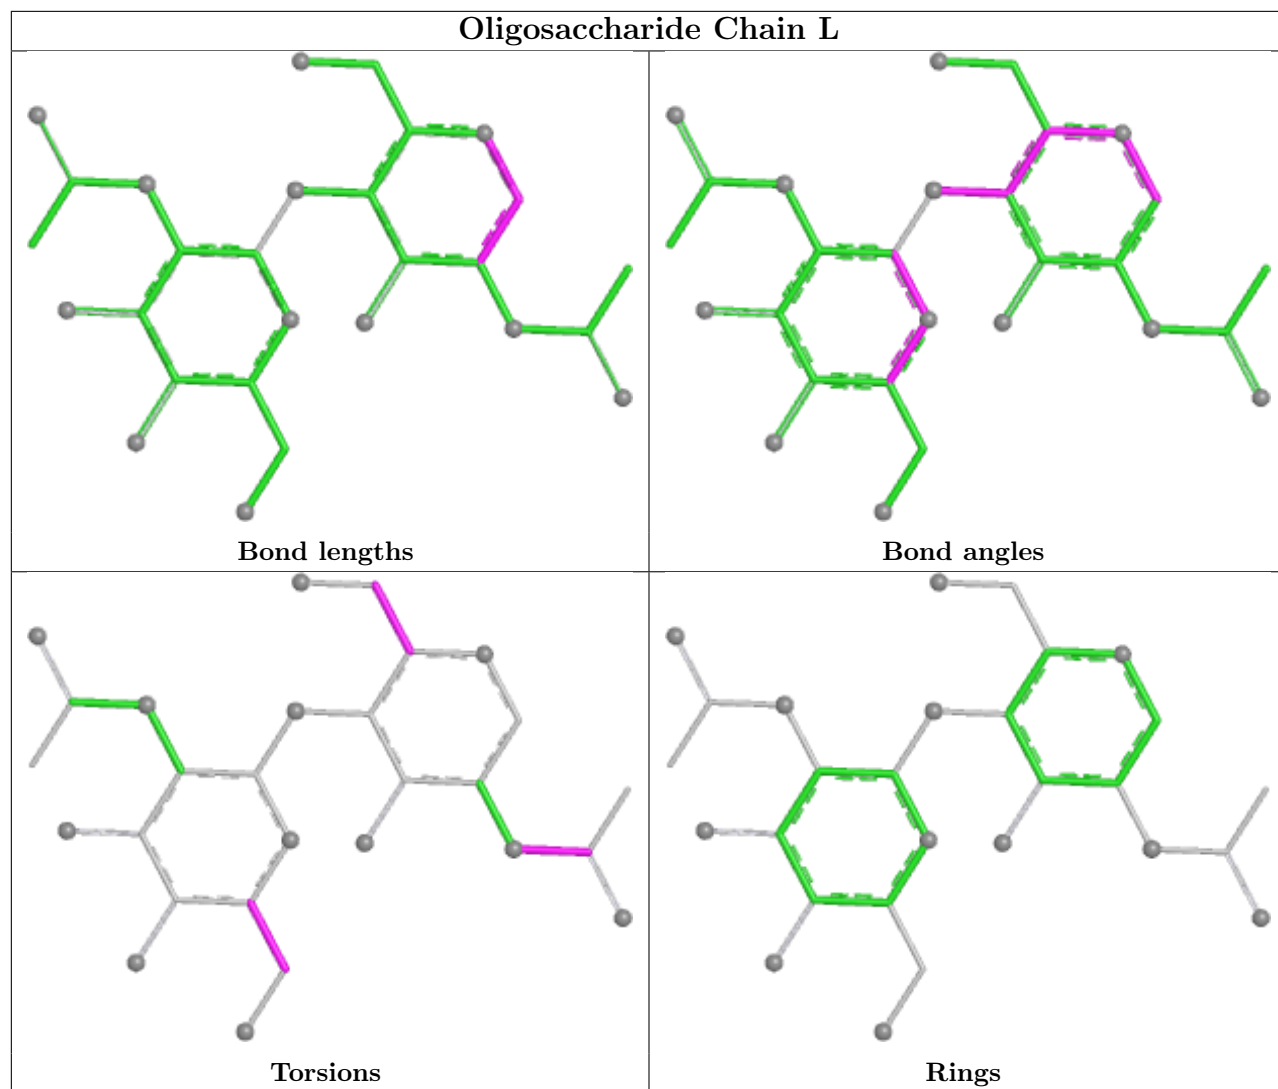 Oligosaccharide Chain L
Bond lengths
Bond angles
Torsions
Rings